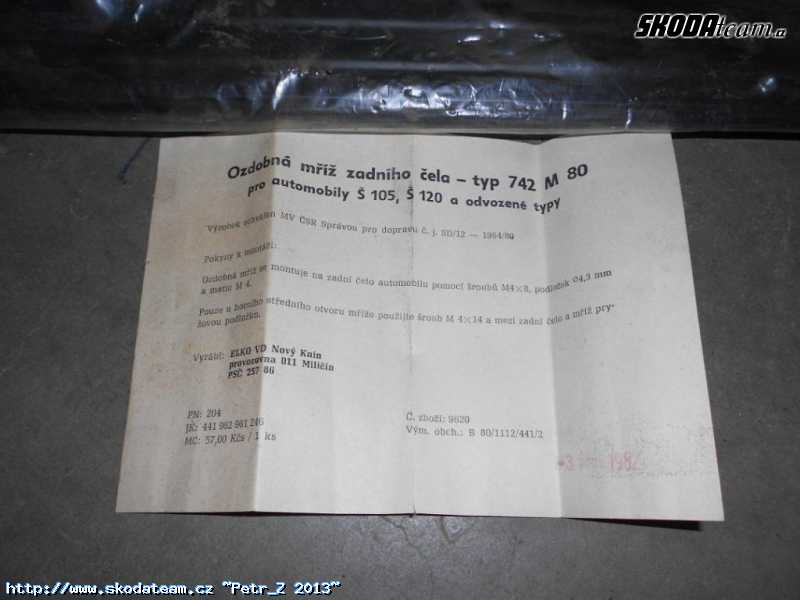 ŠKODAteam.cz
Ozdobná mříž zadního čela – typ 742 M 80
pro automobily Š 105, Š 120 a odvozené typy
Výrobek schválen MV ČSR Správou pro dopravu č. j. SD/12 — 1964/80
Pokyny k montáži:
Ozdobná mříž se montuje na zadní čelo automobilu pomocí šroubů M4×8, podložek Ø4,3 mm
a matic M 4.
Pouze u horního středního otvoru mříže použijte šroub M 4×14 a mezi zadní čelo a mříž pry-
žovou podložku.
Vyrábí: ELKO VD Nový Knín
provozovna 011 Miličín
PSČ 257 86
PN: 204
JK: 441 962 961 246
MC: 57,00 Kčs / 1 ks
Č. zboží: 9620
Vým. obch.: B 80/1112/441/2
1982
http://www.skodateam.cz ~Petr_Z 2013~